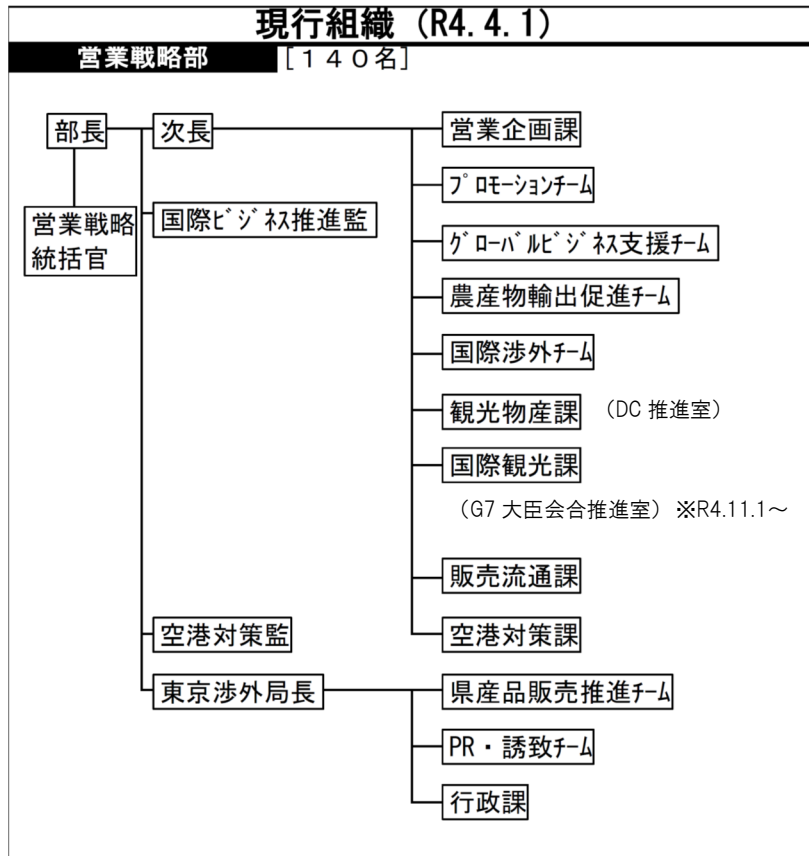 現行組織（R4.4.1）
営業戦略部 ［１４０名］
部長 次長 営業企画課
ﾌﾟﾛﾓｰｼｮﾝﾁｰﾑ
営業戦略
統括官
国際ﾋﾞｼﾞﾈｽ推進監
ｸﾞﾛｰﾊﾞﾙﾋﾞｼﾞﾈｽ支援ﾁｰﾑ
農産物輸出促進ﾁｰﾑ
国際渉外ﾁｰﾑ
観光物産課 （DC 推進室）
国際観光課
（G7 大臣会合推進室）※R4.11.1～
販売流通課
空港対策監 空港対策課
東京渉外局長 県産品販売推進ﾁｰﾑ
PR・誘致ﾁｰﾑ
行政課